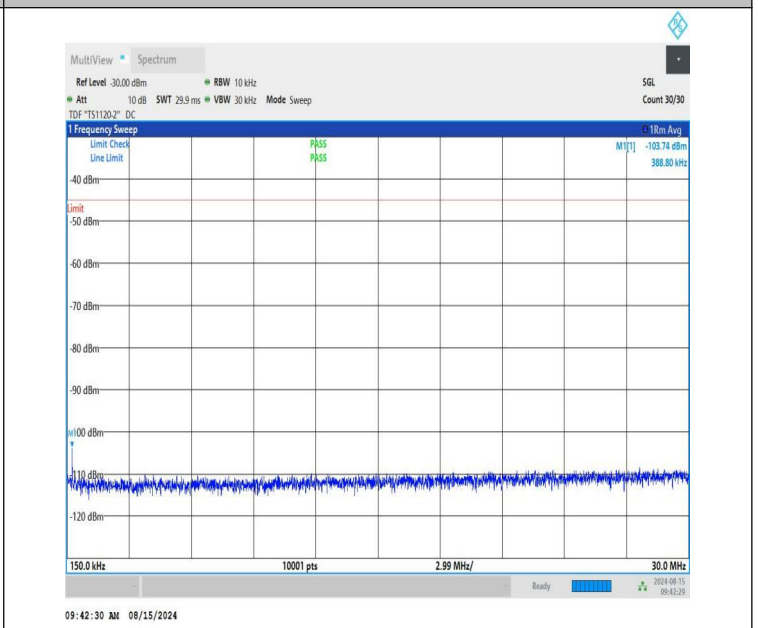 R&S
MultiView Spectrum
Ref Level -30.00 dBm RBW 10 kHz SGL
Att 10 dB SWT 29.9 ms VBW 30 kHz Mode Sweep Count 30/30
TDF "TS1120-2" DC
1 Frequency Sweep 1Rm Avg
Limit Check PASS M1[1] -103.74 dBm
Line Limit PASS 388.80 kHz
-40 dBm
Limit
-50 dBm
-60 dBm
-70 dBm
-80 dBm
-90 dBm
M1
-100 dBm
-110 dBm
-120 dBm
150.0 kHz 10001 pts 2.99 MHz/ 30.0 MHz
Ready 2024-08-15
09:42:29
09:42:30 AM 08/15/2024